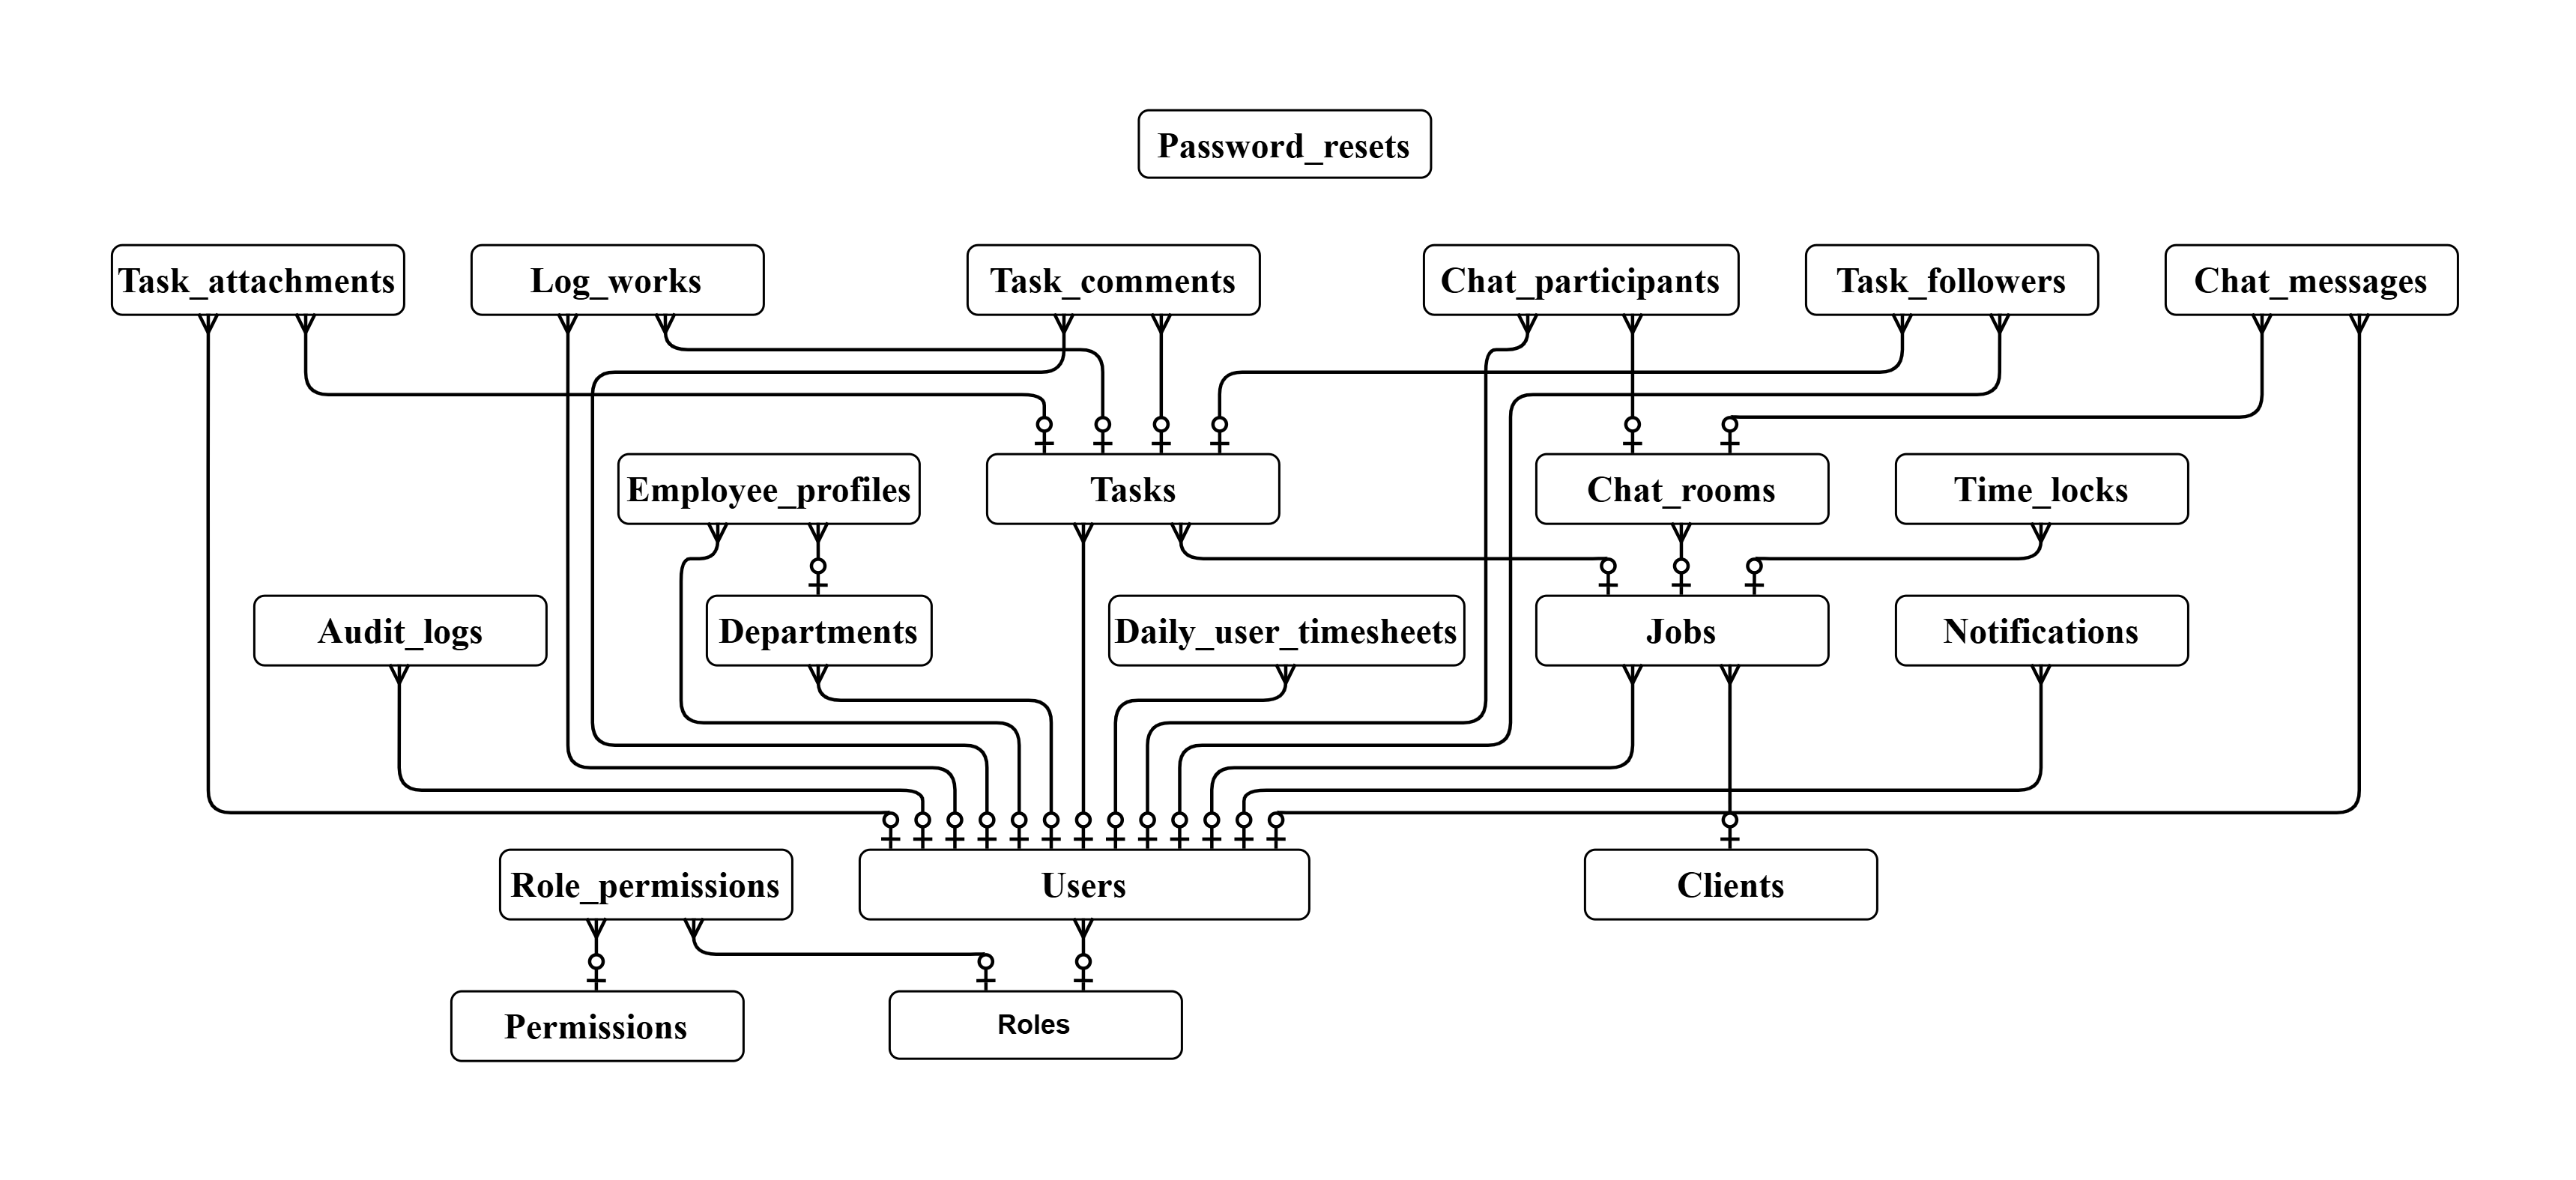 Password_resets
Task_attachments
Log_works
Task_comments
Chat_participants
Task_followers
Chat_messages
Employee_profiles
Tasks
Chat_rooms
Time_locks
Audit_logs
Departments
Daily_user_timesheets
Jobs
Notifications
Role_permissions
Users
Clients
Permissions
Roles